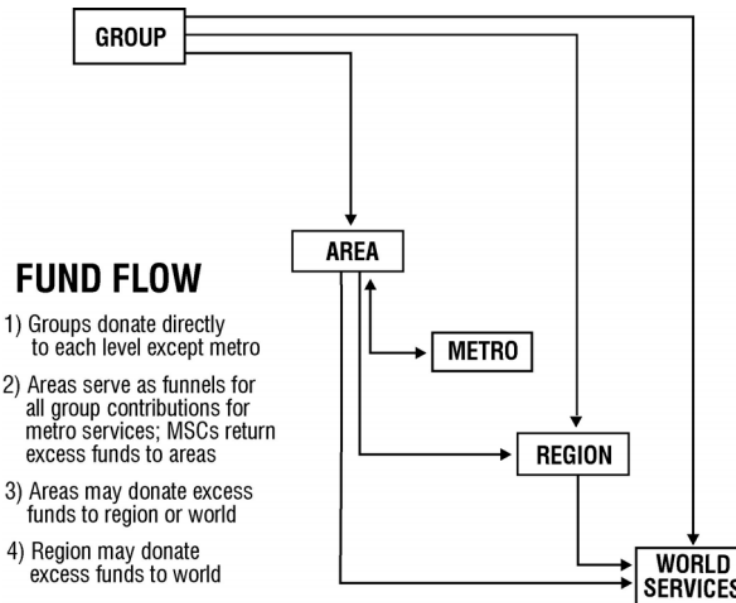 GROUP
AREA
FUND FLOW
1) Groups donate directly
to each level except metro
METRO
2) Areas serve as funnels for
all group contributions for
metro services; MSCs return
excess funds to areas
REGION
3) Areas may donate excess
funds to region or world
4) Region may donate
excess funds to world
WORLD
SERVICES